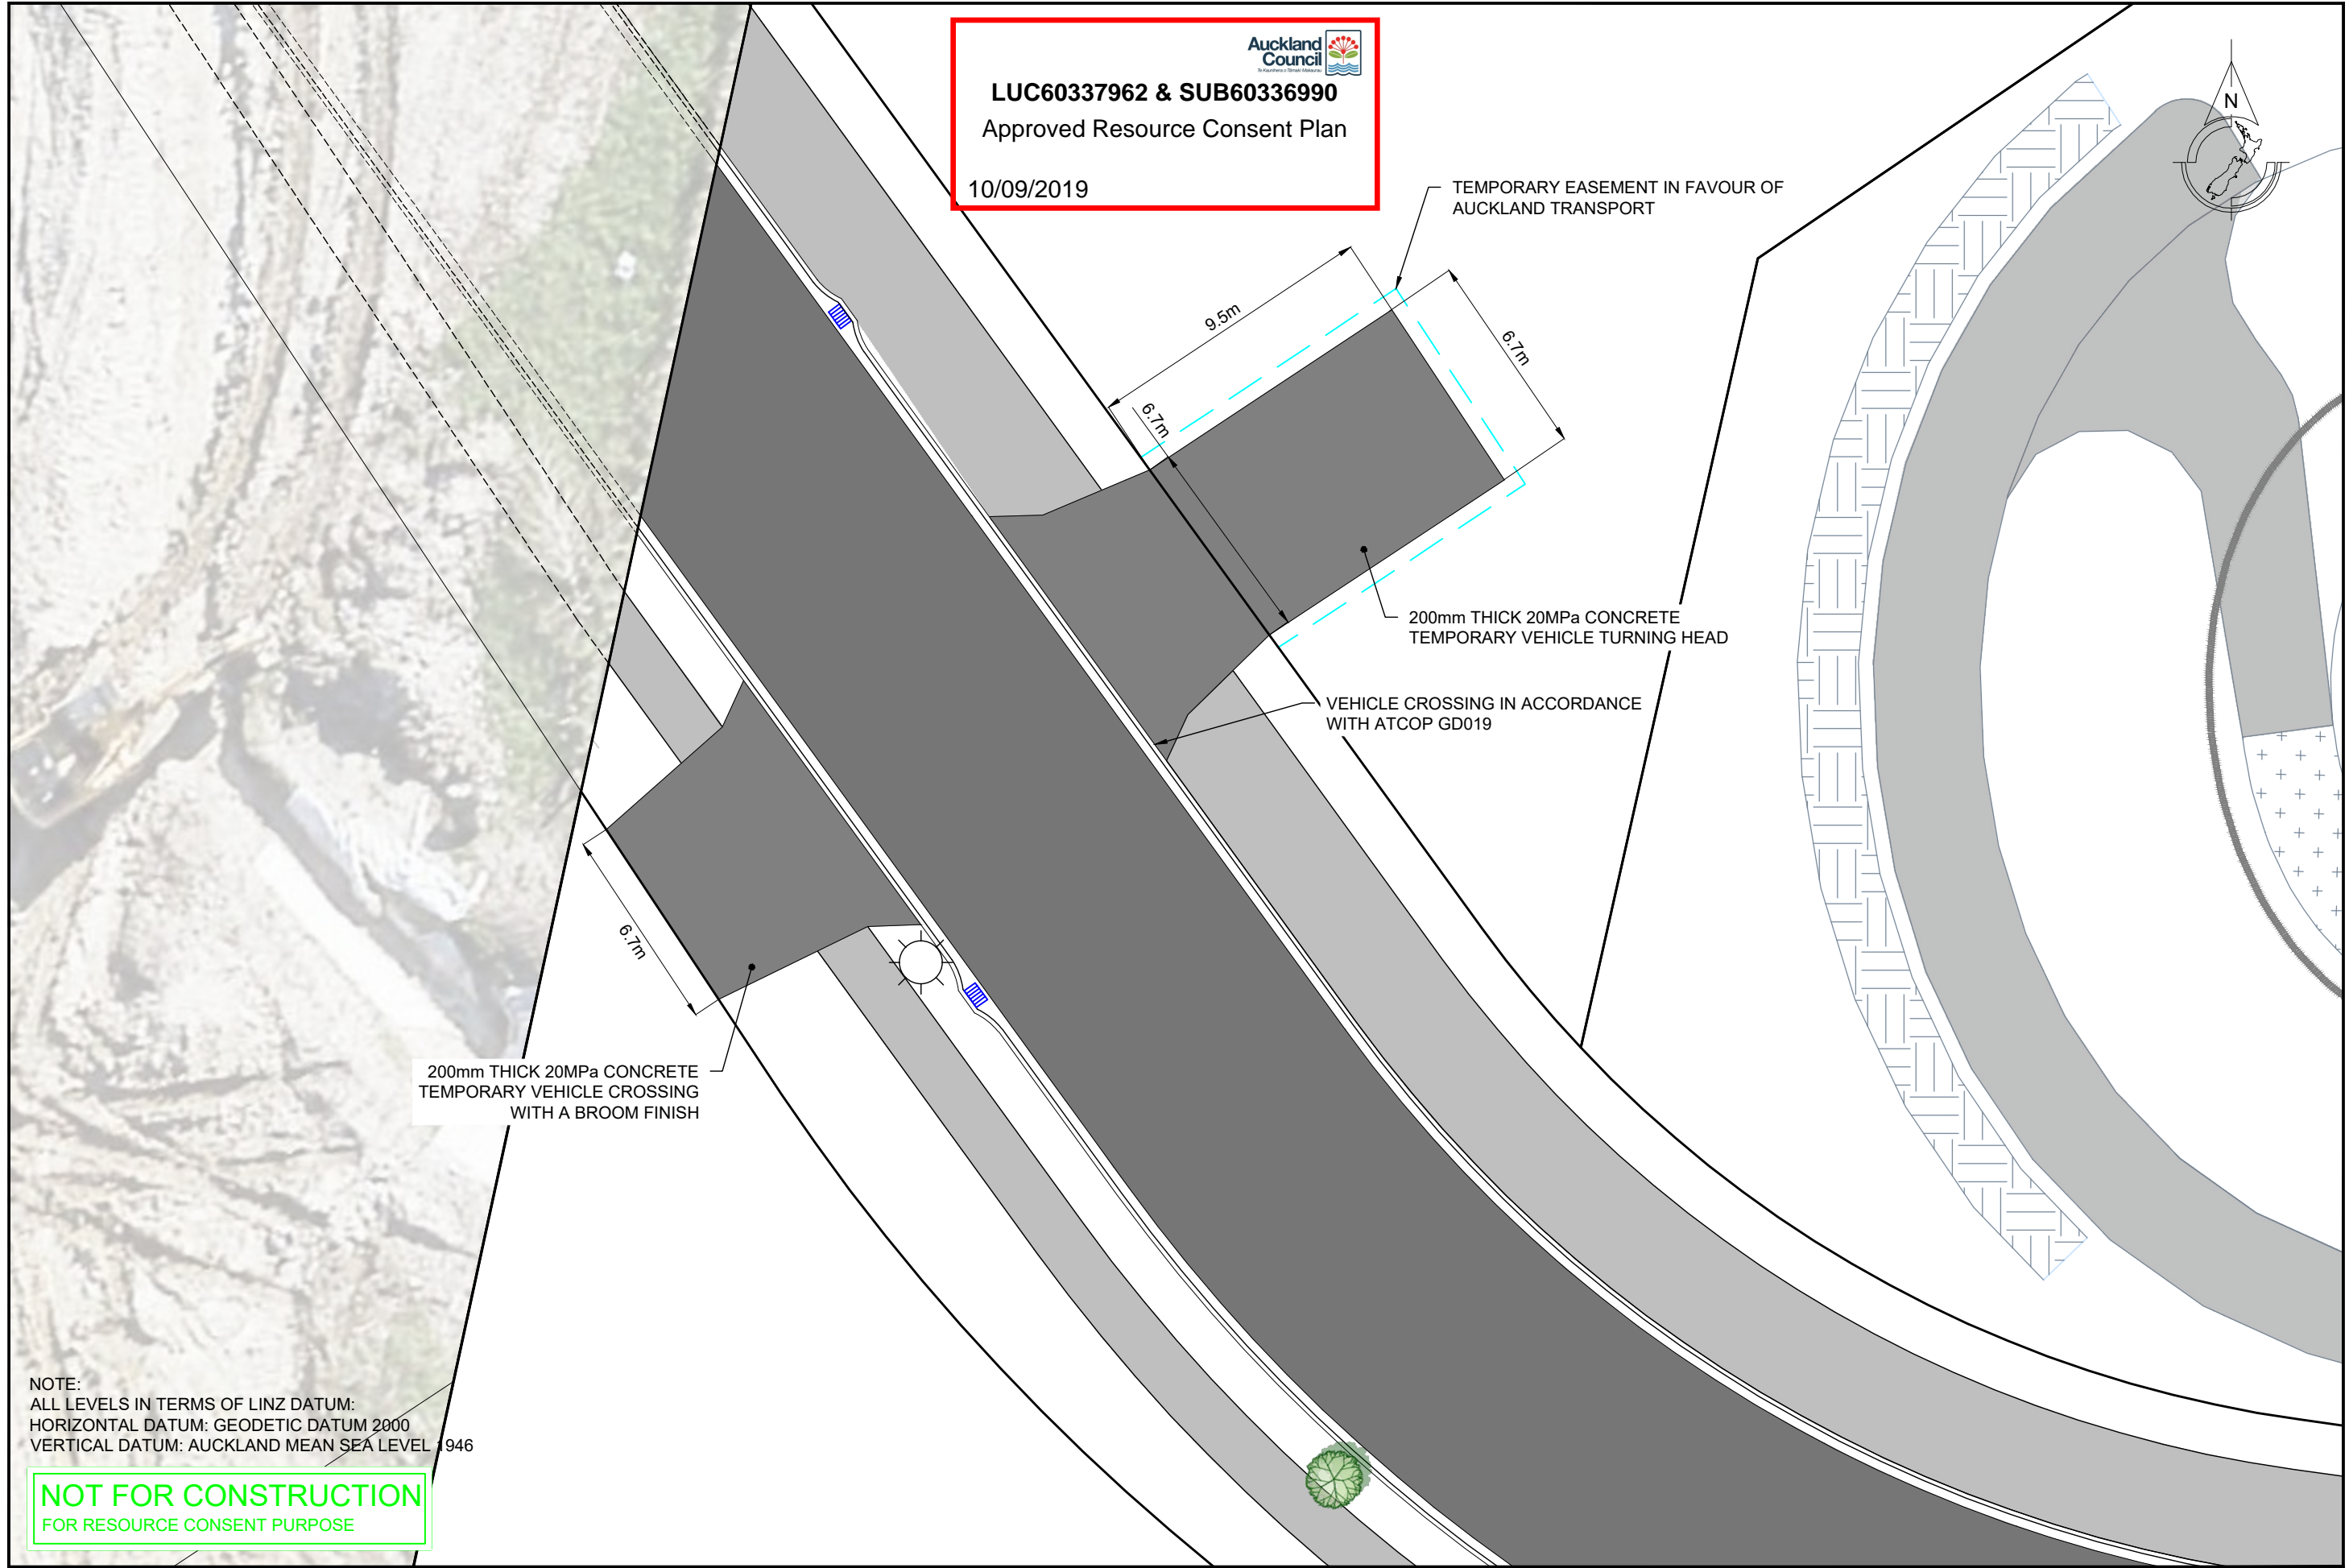 Auckland
Council
Te Kaunihera o Tāmaki Makaurau
LUC60337962 & SUB60336990
Approved Resource Consent Plan
10/09/2019
N
TEMPORARY EASEMENT IN FAVOUR OF
AUCKLAND TRANSPORT
9.5m
6.7m
6.7m
200mm THICK 20MPa CONCRETE
TEMPORARY VEHICLE TURNING HEAD
VEHICLE CROSSING IN ACCORDANCE
WITH ATCOP GD019
6.7m
200mm THICK 20MPa CONCRETE
TEMPORARY VEHICLE CROSSING
WITH A BROOM FINISH
NOTE:
ALL LEVELS IN TERMS OF LINZ DATUM:
HORIZONTAL DATUM: GEODETIC DATUM 2000
VERTICAL DATUM: AUCKLAND MEAN SEA LEVEL 1946
NOT FOR CONSTRUCTION
FOR RESOURCE CONSENT PURPOSE